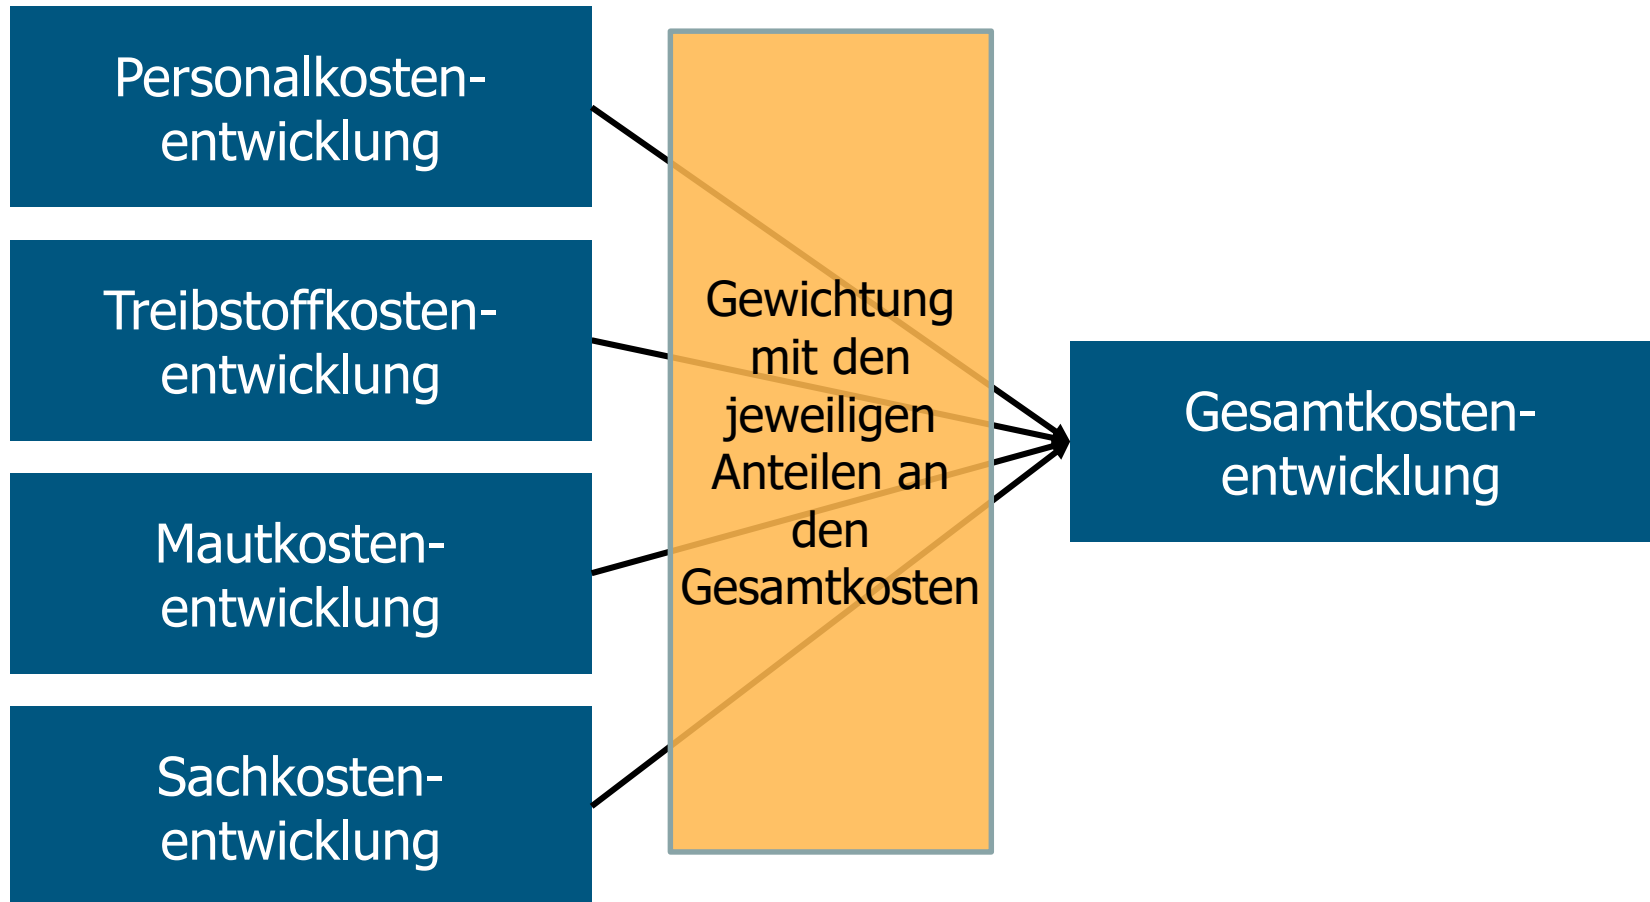 Personalkosten-
entwicklung
Treibstoffkosten-
entwicklung
Mautkosten-
entwicklung
Sachkosten-
entwicklung
Gewichtung
mit den
jeweiligen
Anteilen an
den
Gesamtkosten
Gesamtkosten-
entwicklung